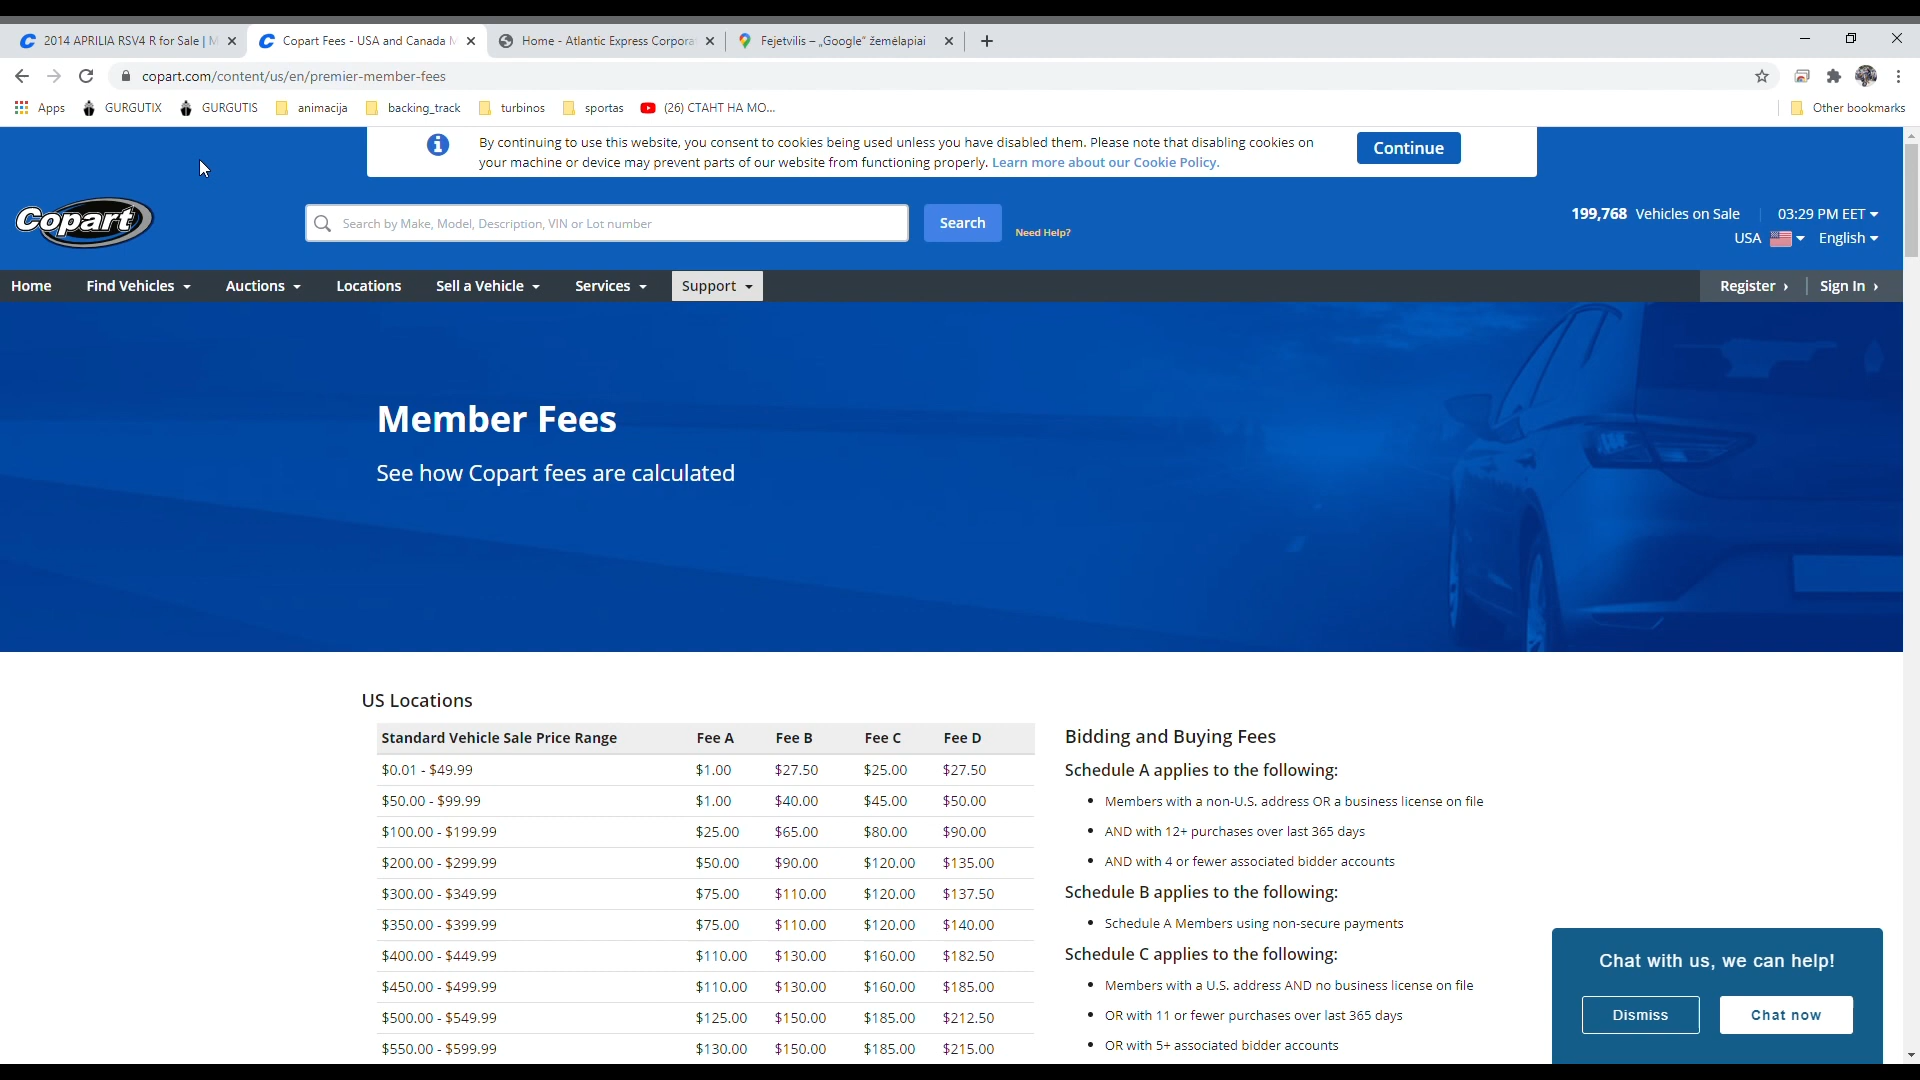 2014 APRILIA RSV4 R for Sale | M
Copart Fees - USA and Canada M
Home - Atlantic Express Corpora
Fejetvilis – „Google“ žemėlapiai
copart.com/content/us/en/premier-member-fees
Apps GURGUTIX GURGUTIS animacija backing_track turbinos sportas (26) СТАНТ НА МО... Other bookmarks
By continuing to use this website, you consent to cookies being used unless you have disabled them. Please note that disabling cookies on
your machine or device may prevent parts of our website from functioning properly. Learn more about our Cookie Policy.
Continue
Copart
Search by Make, Model, Description, VIN or Lot number
Search
Need Help?
199,768 Vehicles on Sale 03:29 PM EET
USA English
Home Find Vehicles Auctions Locations Sell a Vehicle Services Support Register Sign In
Member Fees
See how Copart fees are calculated
US Locations
Standard Vehicle Sale Price Range Fee A Fee B Fee C Fee D
$0.01 - $49.99 $1.00 $27.50 $25.00 $27.50
$50.00 - $99.99 $1.00 $40.00 $45.00 $50.00
$100.00 - $199.99 $25.00 $65.00 $80.00 $90.00
$200.00 - $299.99 $50.00 $90.00 $120.00 $135.00
$300.00 - $349.99 $75.00 $110.00 $120.00 $137.50
$350.00 - $399.99 $75.00 $110.00 $120.00 $140.00
$400.00 - $449.99 $110.00 $130.00 $160.00 $182.50
$450.00 - $499.99 $110.00 $130.00 $160.00 $185.00
$500.00 - $549.99 $125.00 $150.00 $185.00 $212.50
$550.00 - $599.99 $130.00 $150.00 $185.00 $215.00
Bidding and Buying Fees
Schedule A applies to the following:
• Members with a non-U.S. address OR a business license on file
• AND with 12+ purchases over last 365 days
• AND with 4 or fewer associated bidder accounts
Schedule B applies to the following:
• Schedule A Members using non-secure payments
Schedule C applies to the following:
• Members with a U.S. address AND no business license on file
• OR with 11 or fewer purchases over last 365 days
• OR with 5+ associated bidder accounts
Chat with us, we can help!
Dismiss
Chat now